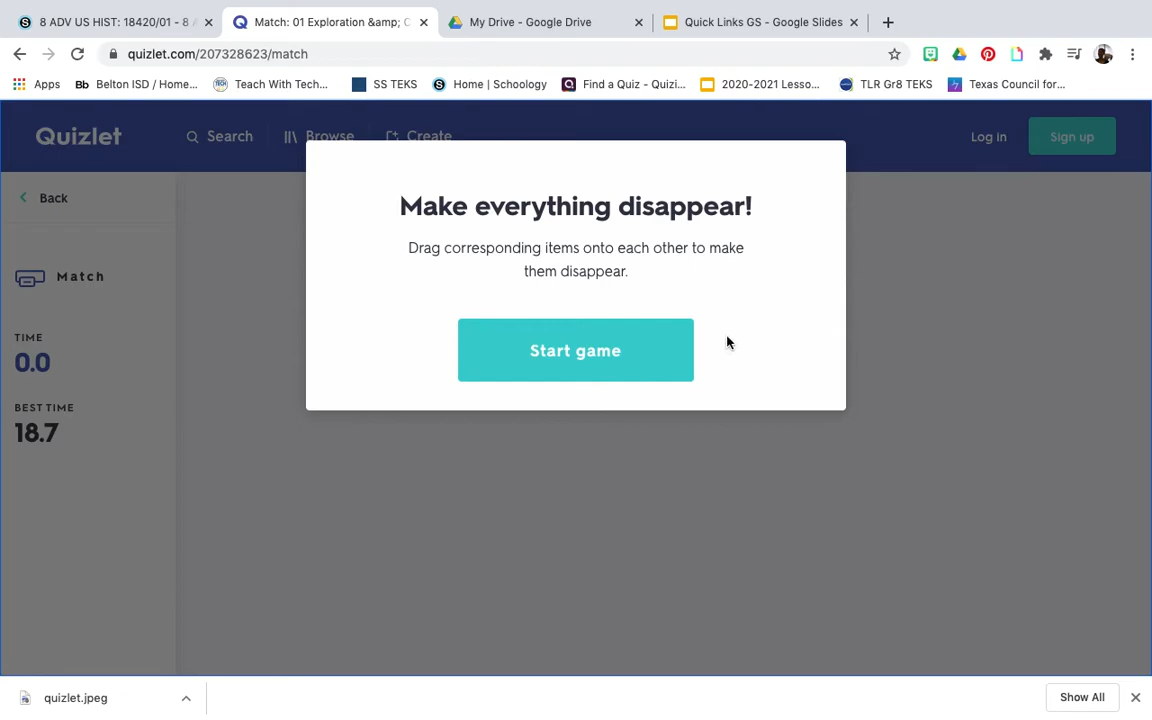 8 ADV US HIST: 18420/01 - 8 A
Match: 01 Exploration &amp; C
My Drive - Google Drive
Quick Links GS - Google Slides
quizlet.com/207328623/match
Apps
Bb Belton ISD / Home...
Teach With Tech...
SS TEKS
Home | Schoology
Find a Quiz - Quizi...
2020-2021 Lesso...
TLR Gr8 TEKS
Texas Council for...
Quizlet
Search
Browse
Create
Log in
Sign up
Back
Match
TIME
0.0
BEST TIME
18.7
Make everything disappear!
Drag corresponding items onto each other to make
them disappear.
Start game
quizlet.jpeg
Show All